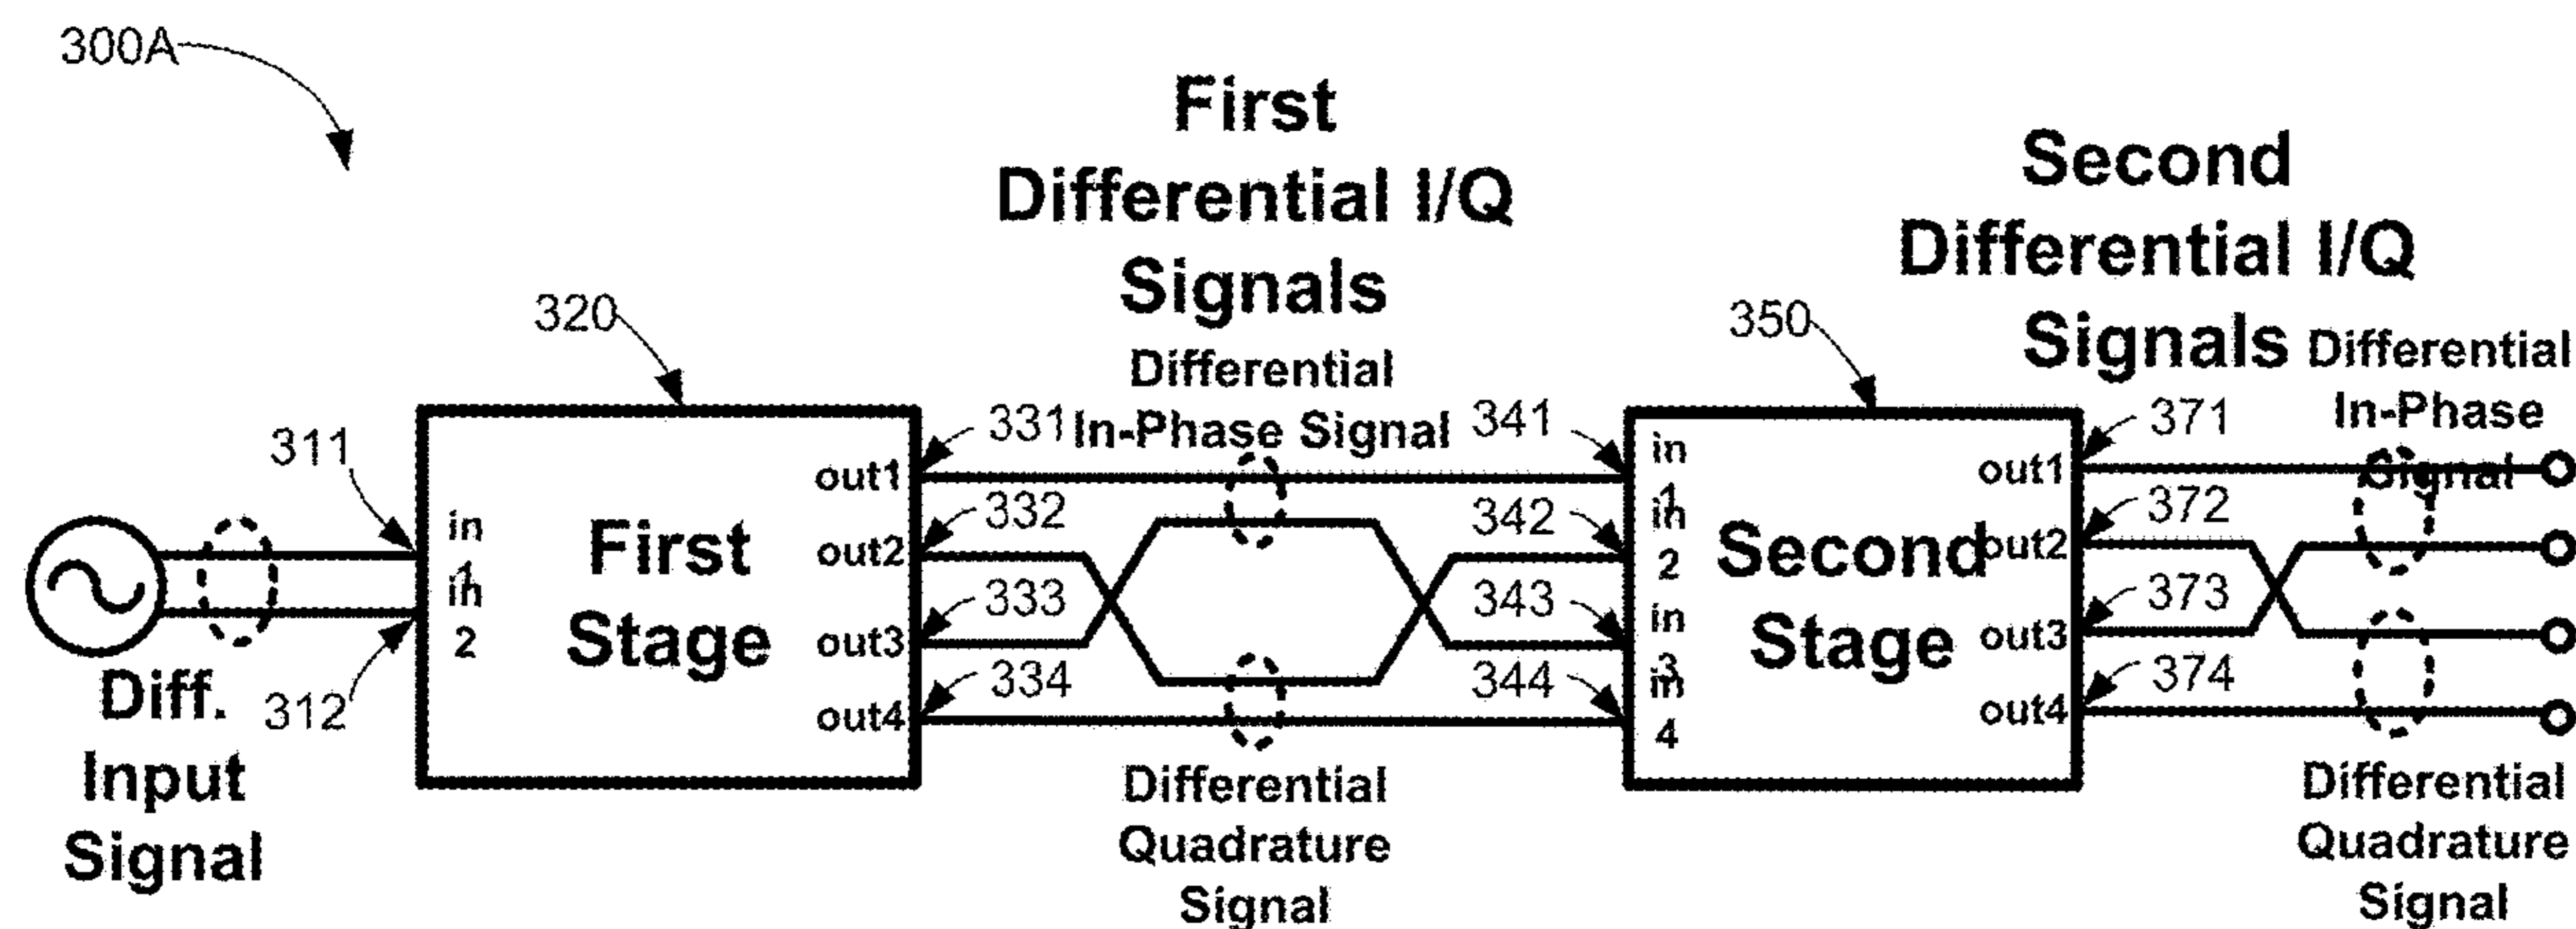 300A
First
Differential I/Q
Signals
Second
Differential I/Q
Signals
320
350
Differential
In-Phase Signal
Differential
In-Phase
Signal
311
312
331
332
333
334
341
342
343
344
371
372
373
374
in
1
in
2
First
Stage
out1
out2
out3
out4
in
1
in
2
in
3
in
4
Second
Stage
out1
out2
out3
out4
Diff.
Input
Signal
Differential
Quadrature
Signal
Differential
Quadrature
Signal